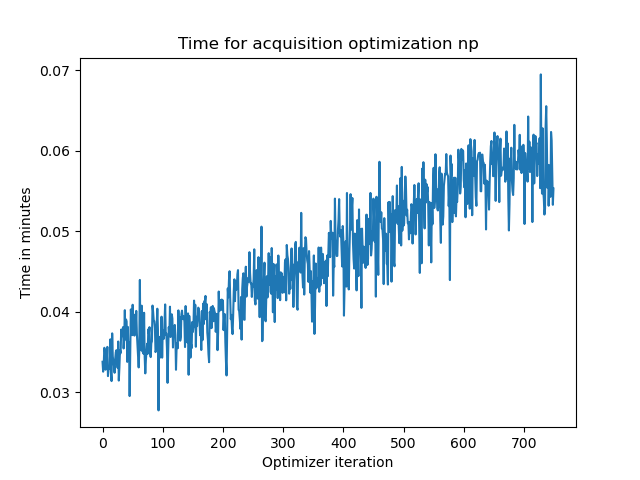 Time for acquisition optimization np
Time in minutes
0.07
0.06
0.05
0.04
0.03
0 100 200 300 400 500 600 700
Optimizer iteration